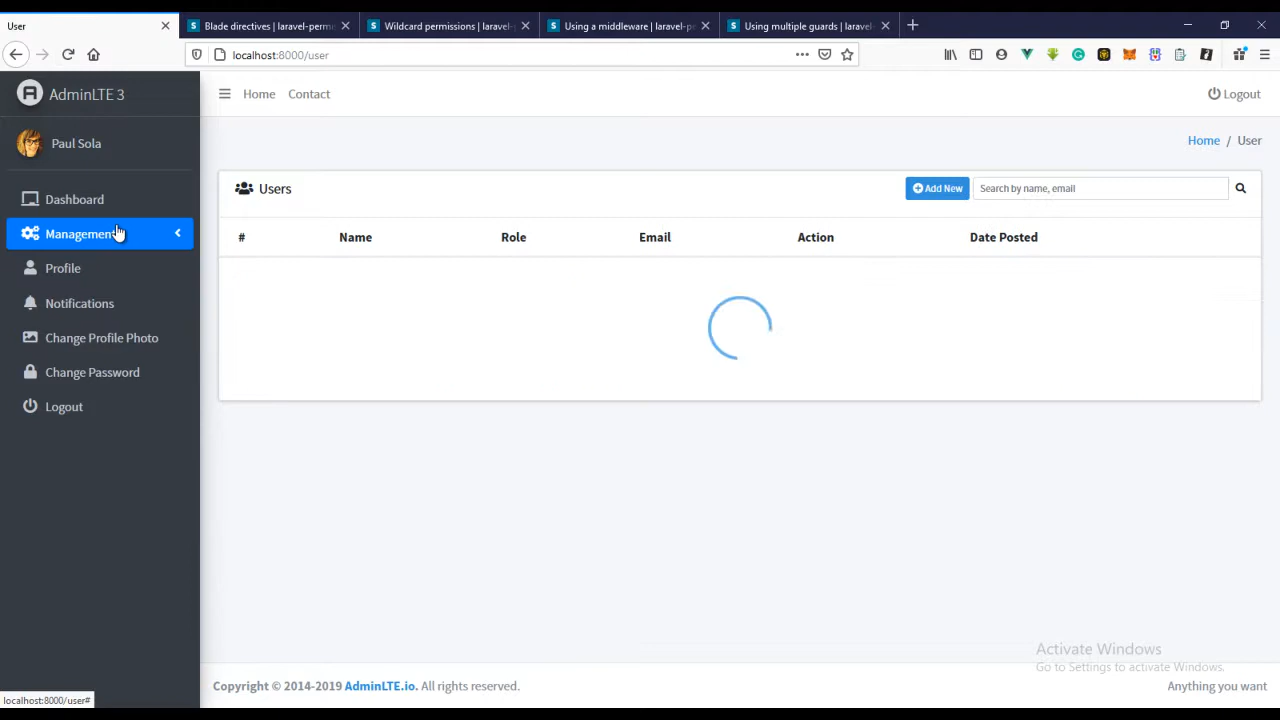 User
Blade directives | laravel-permi
Wildcard permissions | laravel-p
Using a middleware | laravel-pe
Using multiple guards | laravel-
localhost:8000/user
AdminLTE 3
Home
Contact
Logout
Paul Sola
Home / User
Dashboard
Management
Profile
Notifications
Change Profile Photo
Change Password
Logout
Users
Add New
Search by name, email
# Name Role Email Action Date Posted
Activate Windows
Go to Settings to activate Windows.
Copyright © 2014-2019 AdminLTE.io. All rights reserved.
Anything you want
localhost:8000/user#